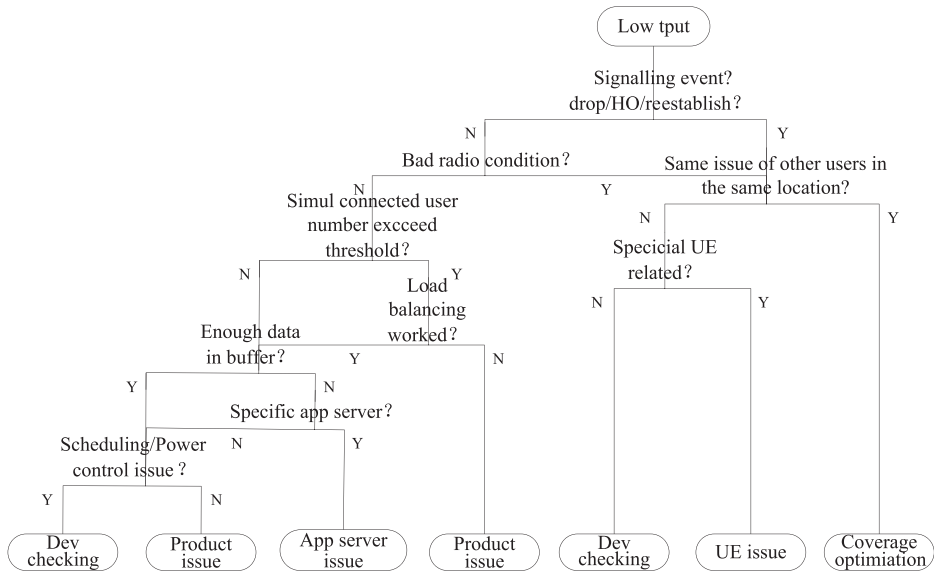 Low tput
Signalling event?
drop/HO/reestablish?
N
Y
Bad radio condition?
Same issue of other users in
the same location?
N
Y
Simul connected user
number excceed
threshold?
N
Y
Specicial UE
related?
N
Y
Load
balancing
worked?
N
Y
Enough data
in buffer?
Y
N
Y
N
Specific app server?
Scheduling/Power
control issue?
N
Y
Y
N
Dev
checking
Product
issue
App server
issue
Product
issue
Dev
checking
UE issue
Coverage
optimiation